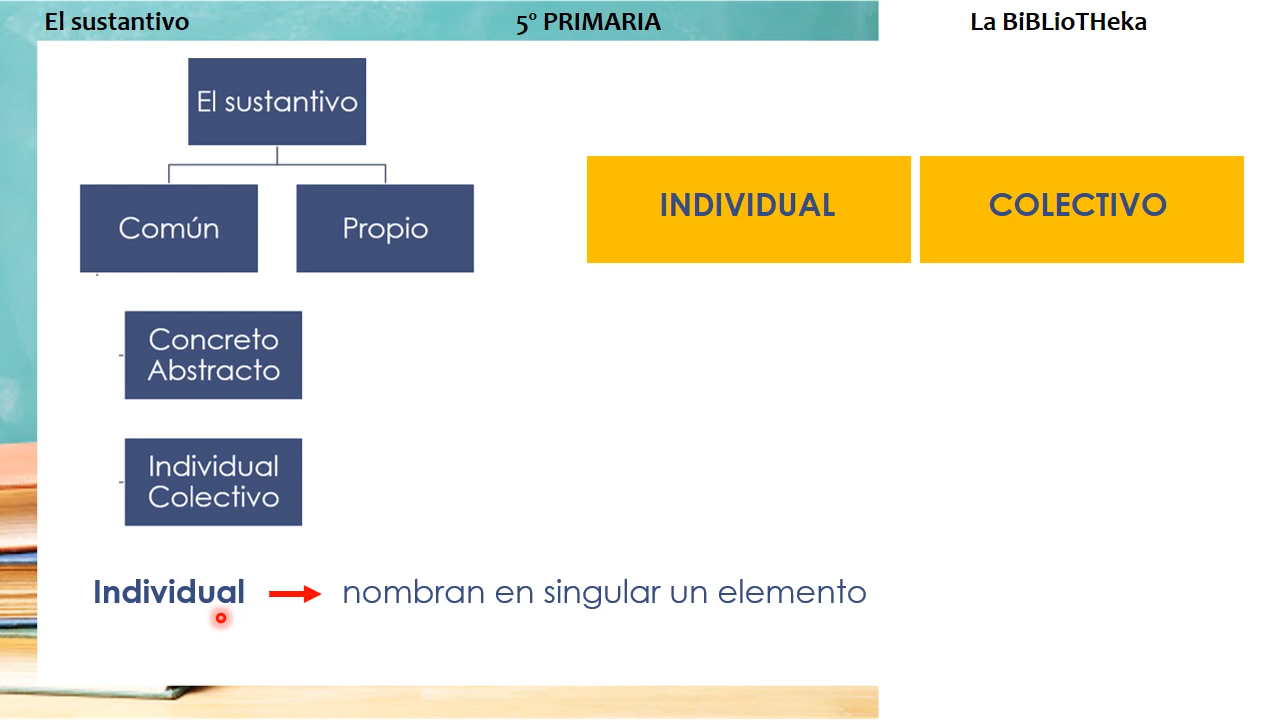 El sustantivo
5º PRIMARIA
La BiBLioTHeka
El sustantivo
Común
Propio
INDIVIDUAL
COLECTIVO
Concreto
Abstracto
Individual
Colectivo
Individual nombran en singular un elemento